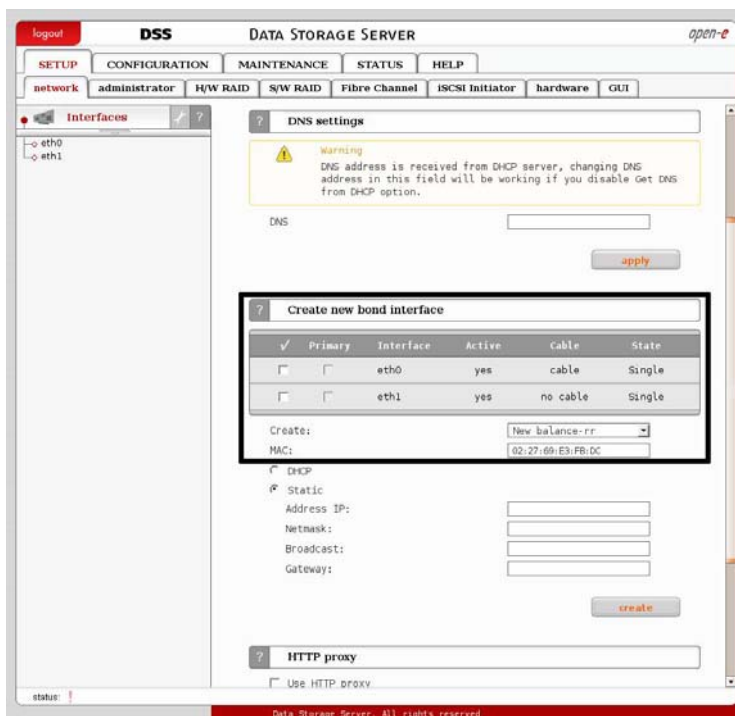 logout DSS DATA STORAGE SERVER open-e
SETUP CONFIGURATION MAINTENANCE STATUS HELP
network administrator H/W RAID S/W RAID Fibre Channel iSCSI Initiator hardware GUI
Interfaces ?
eth0
eth1
? DNS settings
Warning
DNS address is received from DHCP server, changing DNS
address in this field will be working if you disable Get DNS
from DHCP option.
DNS
apply
? Create new bond interface
√ Primary Interface Active Cable State
eth0 yes cable Single
eth1 yes no cable Single
Create: New balance-rr
MAC: 02:27:69:E3:FB:DC
DHCP
Static
Address IP:
Netmask:
Broadcast:
Gateway:
create
? HTTP proxy
Use HTTP proxy
status: !
Data Storage Server. All rights reserved